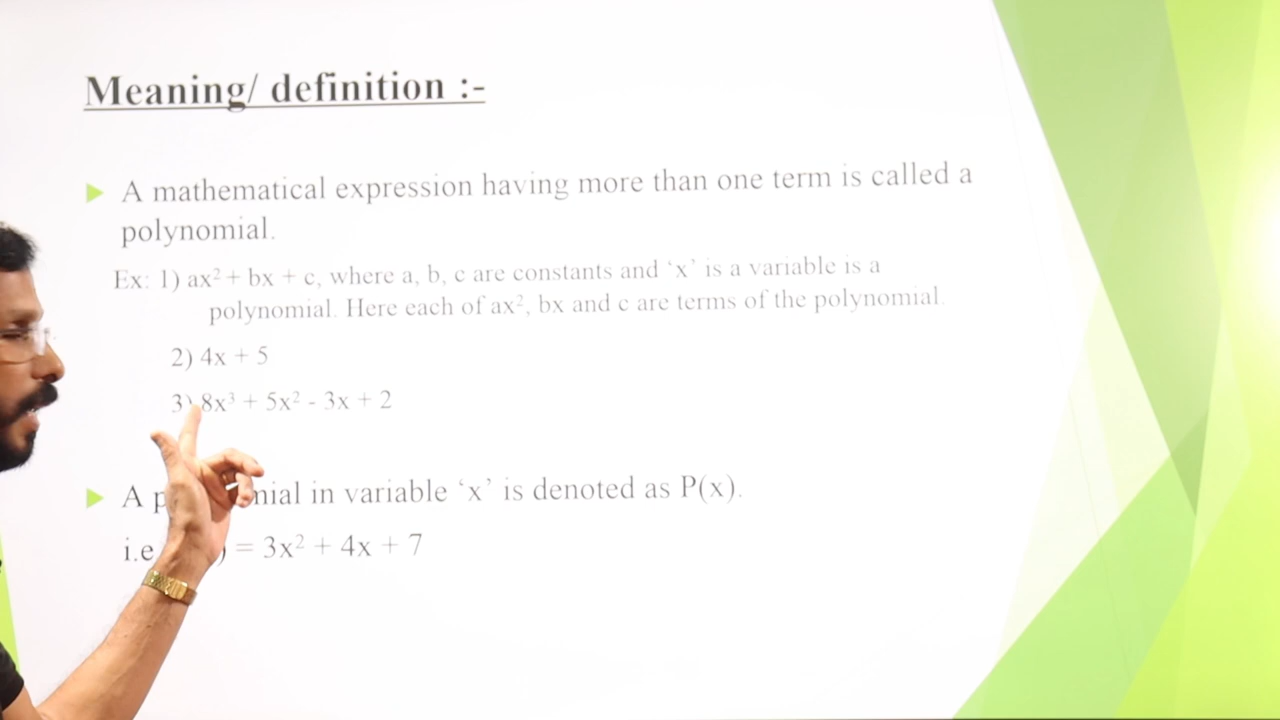 Meaning/ definition :-
A mathematical expression having more than one term is called a
polynomial.
Ex: 1) ax² + bx + c, where a, b, c are constants and ‘x’ is a variable is a
polynomial. Here each of ax², bx and c are terms of the polynomial.
2) 4x + 5
3) 8x³ + 5x² - 3x + 2
A in variable ‘x’ is denoted as P(x).
i.e = 3x² + 4x + 7